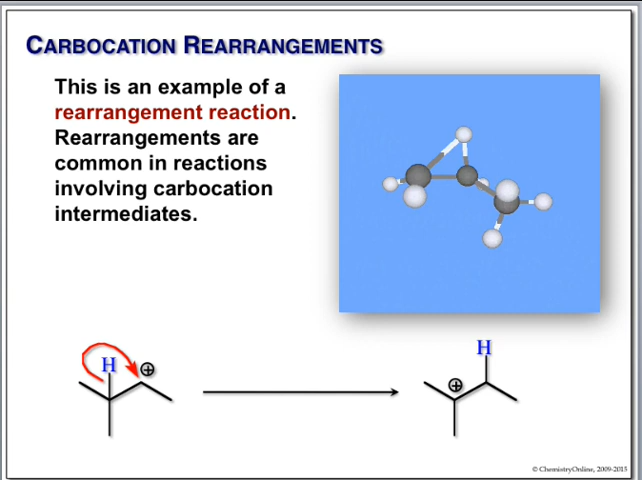 CARBOCATION REARRANGEMENTS
This is an example of a
rearrangement reaction.
Rearrangements are
common in reactions
involving carbocation
intermediates.
H
⊕
H
⊕
© ChemistryOnline, 2009-2015